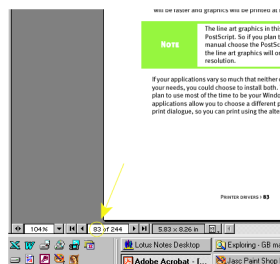 will be faster and graphics will be printed at
The line art graphics in this
PostScript. So if you plan t
NOTE manual choose the PostSc
the line art graphics will on
resolution.
If your applications vary so much that neither
your needs, you could choose to install both.
plan to use most of the time to be your Windo
applications allow you to choose a different p
print dialogue, so you can print using the alte
PRINTER DRIVERS • 83
104% 83 of 244 5.83 x 8.26 in
Lotus Notes Desktop Exploring - GB ma
Adobe Acrobat - [... Jasc Paint Shop